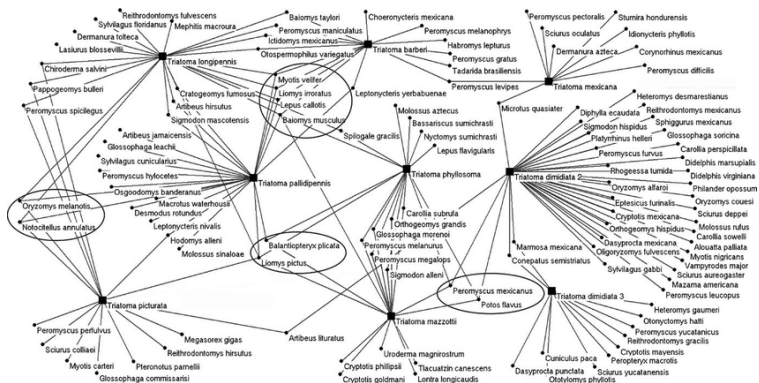 Reithrodontomys fulvescens
Sylvilagus floridanus
Mephitis macroura
Dermanura tolteca
Lasiurus blossevillii
Chiroderma salvini
Triatoma longipennis
Pappogeomys bulleri
Peromyscus spicilegus
Baiomys taylori
Peromyscus maniculatus
Ictidomys mexicanus
Otospermophilus variegatus
Choeronycteris mexicana
Peromyscus melanophrys
Triatoma barberi
Habromys lepturus
Peromyscus gratus
Tadarida brasiliensis
Peromyscus levipes
Peromyscus pectoralis
Sturnira hondurensis
Sciurus oculatus
Idionycteris phyllotis
Dermanura azteca
Corynorhinus mexicanus
Triatoma mexicana
Peromyscus difficilis
Myotis velifer
Cratogeomys fumosus
Liomys irroratus
Leptonycteris yerbabuenae
Artibeus hirsutus
Lepus callotis
Sigmodon mascotensis
Baiomys musculus
Microtus quasiater
Molossus aztecus
Bassariscus sumichrasti
Spilogale gracilis
Nyctomys sumichrasti
Lepus flavigularis
Artibeus jamaicensis
Glossophaga leachii
Sylvilagus cunicularius
Peromyscus hylocetes
Osgoodomys banderanus
Triatoma pallidipennis
Triatoma phyllosoma
Triatoma dimidiata 2
Macrotus waterhousa
Desmodus rotundus
Leptonycteris nivalis
Hodomys alleni
Molossus sinaloae
Oryzomys melanotis
Notocitellus annulatus
Heteromys desmarestianus
Diphylla ecaudata
Reithrodontomys mexicanus
Sigmodon hispidus
Sphiggurus mexicanus
Platyrrhinus helleri
Glossophaga soricina
Peromyscus furvus
Carollia perspicillata
Didelphis marsupialis
Rhogeessa tumida
Didelphis virginiana
Oryzomys alfaroi
Philander opossum
Eptesicus furinalis
Oryzomys couesi
Cryptotis mexicanus
Sciurus deppei
Orthogeomys hispidus
Molossus rufus
Dasyprocta mexicana
Carollia sowelli
Oligoryzomys fulvescens
Alouatta palliata
Myotis nigricans
Sylvilagus gabbi
Vampyrodes major
Sciurus aureogaster
Mazama americana
Peromyscus leucopus
Carollia subrufa
Orthogeomys grandis
Glossophaga morenoi
Balantiopteryx plicata
Peromyscus melanurus
Liomys pictus
Peromyscus megalops
Sigmodon alleni
Marmosa mexicana
Conepatus semistriatus
Peromyscus mexicanus
Potos flavus
Triatoma picturata
Triatoma mazzottii
Triatoma dimidiata 3
Peromyscus perfulvus
Sciurus colliaei
Myotis carteri
Glossophaga commissarisi
Megasorex gigas
Reithrodontomys hirsutus
Pteronotus parnellii
Artibeus lituratus
Uroderma magnirostrum
Cryptotis phillipsii
Tlacuatzin canescens
Cryptotis goldmani
Lontra longicaudis
Heteromys gaumeri
Otonyctomys hatti
Peromyscus yucatanicus
Reithrodontomys gracilis
Cryptotis mayensis
Cuniculus paca
Peropteryx macrotis
Dasyprocta punctata
Sciurus yucatanensis
Ototylomys phyllotis